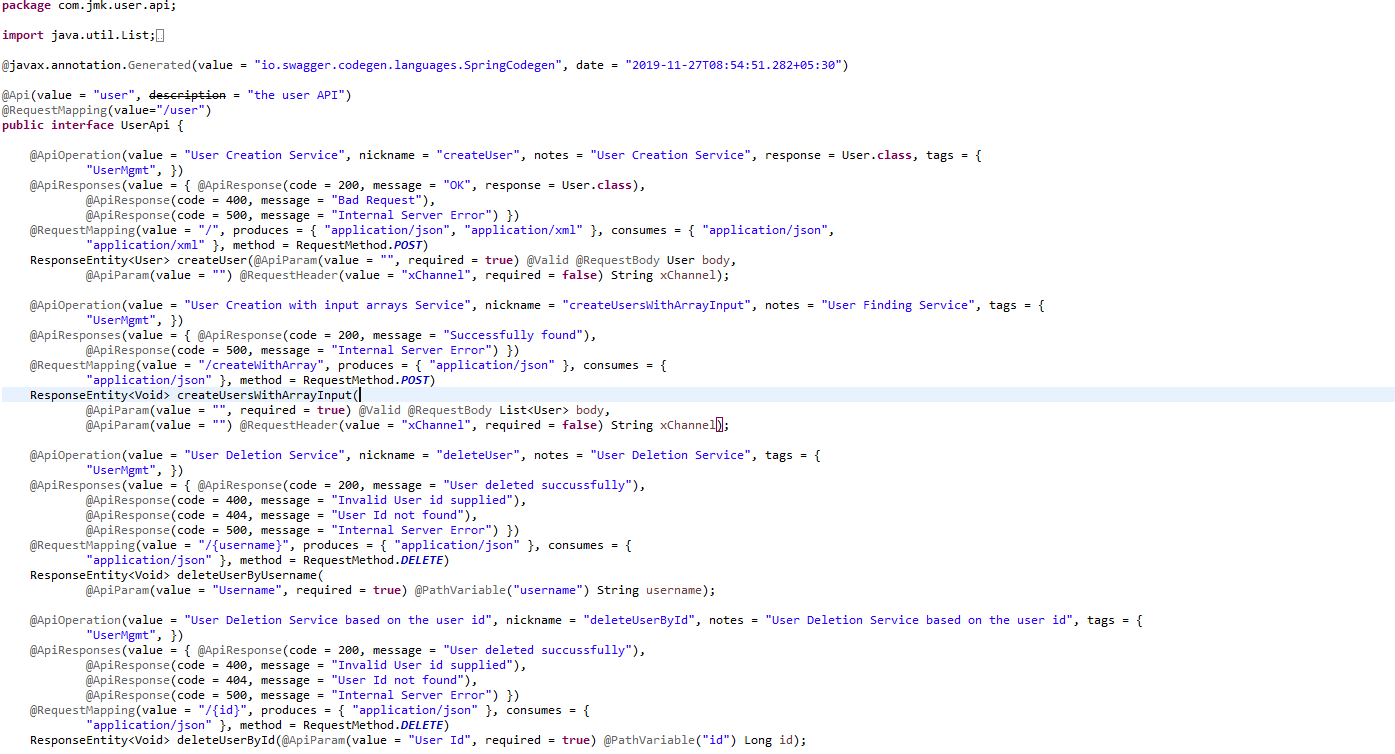 package com.jmk.user.api;
import java.util.List;
@javax.annotation.Generated(value = "io.swagger.codegen.languages.SpringCodegen", date = "2019-11-27T08:54:51.282+05:30")
@Api(value = "user", description = "the user API")
@RequestMapping(value="/user")
public interface UserApi {
@ApiOperation(value = "User Creation Service", nickname = "createUser", notes = "User Creation Service", response = User.class, tags = {
"UserMgmt", })
@ApiResponses(value = { @ApiResponse(code = 200, message = "OK", response = User.class),
@ApiResponse(code = 400, message = "Bad Request"),
@ApiResponse(code = 500, message = "Internal Server Error") })
@RequestMapping(value = "/", produces = { "application/json", "application/xml" }, consumes = { "application/json",
"application/xml" }, method = RequestMethod.POST)
ResponseEntity<User> createUser(@ApiParam(value = "", required = true) @Valid @RequestBody User body,
@ApiParam(value = "") @RequestHeader(value = "xChannel", required = false) String xChannel);
@ApiOperation(value = "User Creation with input arrays Service", nickname = "createUsersWithArrayInput", notes = "User Finding Service", tags = {
"UserMgmt", })
@ApiResponses(value = { @ApiResponse(code = 200, message = "Successfully found"),
@ApiResponse(code = 500, message = "Internal Server Error") })
@RequestMapping(value = "/createWithArray", produces = { "application/json" }, consumes = {
"application/json" }, method = RequestMethod.POST)
ResponseEntity<Void> createUsersWithArrayInput(
@ApiParam(value = "", required = true) @Valid @RequestBody List<User> body,
@ApiParam(value = "") @RequestHeader(value = "xChannel", required = false) String xChannel);
@ApiOperation(value = "User Deletion Service", nickname = "deleteUser", notes = "User Deletion Service", tags = {
"UserMgmt", })
@ApiResponses(value = { @ApiResponse(code = 200, message = "User deleted succussfully"),
@ApiResponse(code = 400, message = "Invalid User id supplied"),
@ApiResponse(code = 404, message = "User Id not found"),
@ApiResponse(code = 500, message = "Internal Server Error") })
@RequestMapping(value = "/{username}", produces = { "application/json" }, consumes = {
"application/json" }, method = RequestMethod.DELETE)
ResponseEntity<Void> deleteUserByUsername(
@ApiParam(value = "Username", required = true) @PathVariable("username") String username);
@ApiOperation(value = "User Deletion Service based on the user id", nickname = "deleteUserById", notes = "User Deletion Service based on the user id", tags = {
"UserMgmt", })
@ApiResponses(value = { @ApiResponse(code = 200, message = "User deleted succussfully"),
@ApiResponse(code = 400, message = "Invalid User id supplied"),
@ApiResponse(code = 404, message = "User Id not found"),
@ApiResponse(code = 500, message = "Internal Server Error") })
@RequestMapping(value = "/{id}", produces = { "application/json" }, consumes = {
"application/json" }, method = RequestMethod.DELETE)
ResponseEntity<Void> deleteUserById(@ApiParam(value = "User Id", required = true) @PathVariable("id") Long id);